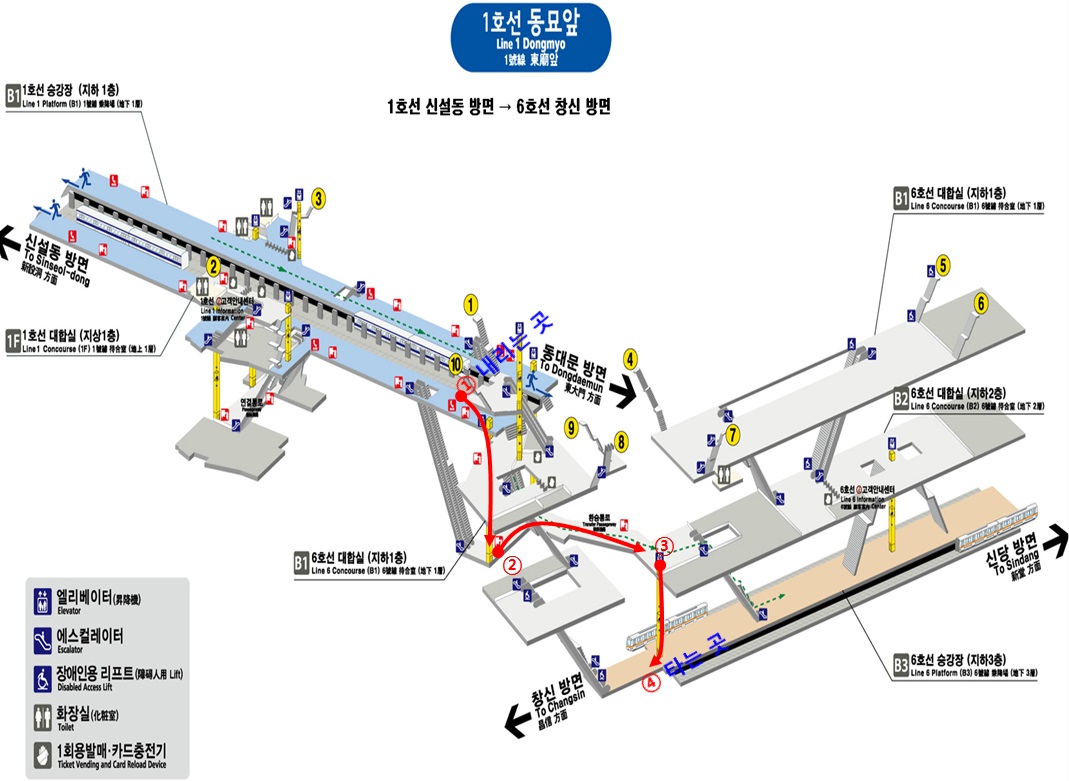 1호선 동묘앞
Line 1 Dongmyo
1號線 東廟앞
1호선 신설동 방면 → 6호선 창신 방면
B1
1호선 승강장 (지하 1층)
Line 1 Platform (B1) 1號線 乘降場 (地下 1層)
3
B1
6호선 대합실 (지하1층)
Line 6 Concourse (B1) 6號線 待合室 (地下 1層)
신설동 방면
To Sinseol-dong
新設洞 方面
2
5
6
1
1호선 고객안내센터
Line 1 Information
1F
1호선 대합실 (지상1층)
Line1 Concourse (1F) 1號線 待合室 (地上 1層)
10
① 내리는 곳
동대문 방면
To Dongdaemun
東大門 方面
4
B2
6호선 대합실 (지하2층)
Line 6 Concourse (B2) 6號線 待合室 (地下 2層)
연결통로
Passageway
9
8
7
6호선 고객안내센터
Line 6 Information
환승통로
Transfer Passageway
B1
6호선 대합실 (지하1층)
Line 6 Concourse (B1) 6號線 待合室 (地下 1層)
②
③
신당 방면
To Sindang
新堂 方面
④ 타는 곳
B3
6호선 승강장 (지하3층)
Line 6 Platform (B3) 6號線 乘降場 (地下 3層)
창신 방면
To Changsin
昌信 方面
엘리베이터(昇降機)
Elevator
에스컬레이터
Escalator
장애인용 리프트(障碍人用 Lift)
Disabled Access Lift
화장실(化粧室)
Toilet
1회용발매·카드충전기
Ticket Vending and Card Reload Device